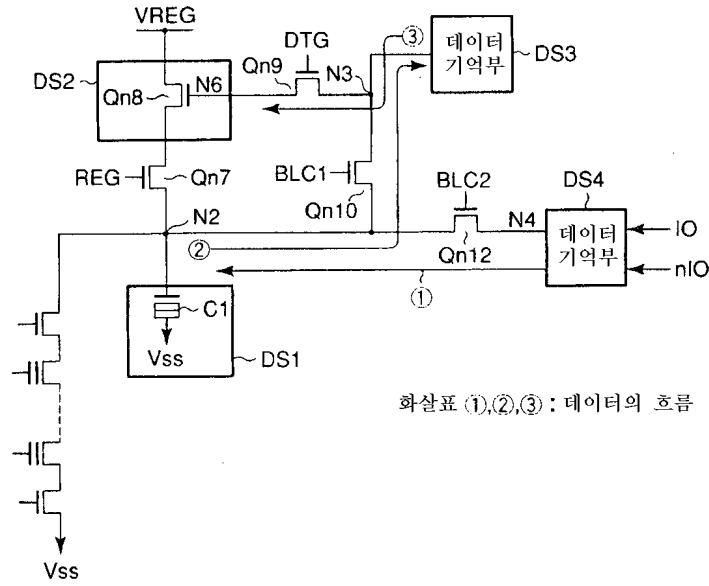 VREG
③
DTG
데이터
기억부
DS3
DS2
Qn9
N3
N6
Qn8
REG
Qn7
BLC1
Qn10
BLC2
DS4
N2
N4
데이터
기억부
IO
nIO
②
Qn12
①
C1
Vss
DS1
화살표 ①,②,③ : 데이터의 흐름
Vss